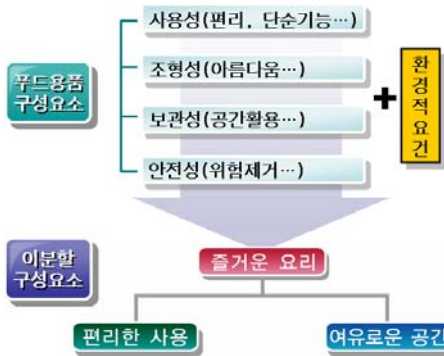 사용성(편리. 단순기능…)
조형성(아름다움…)
푸드용품
구성요소
보관성(공간활용…)
안전성(위험제거…)
+
환경적요건
이분할
구성요소
즐거운 요리
편리한 사용
여유로운 공간